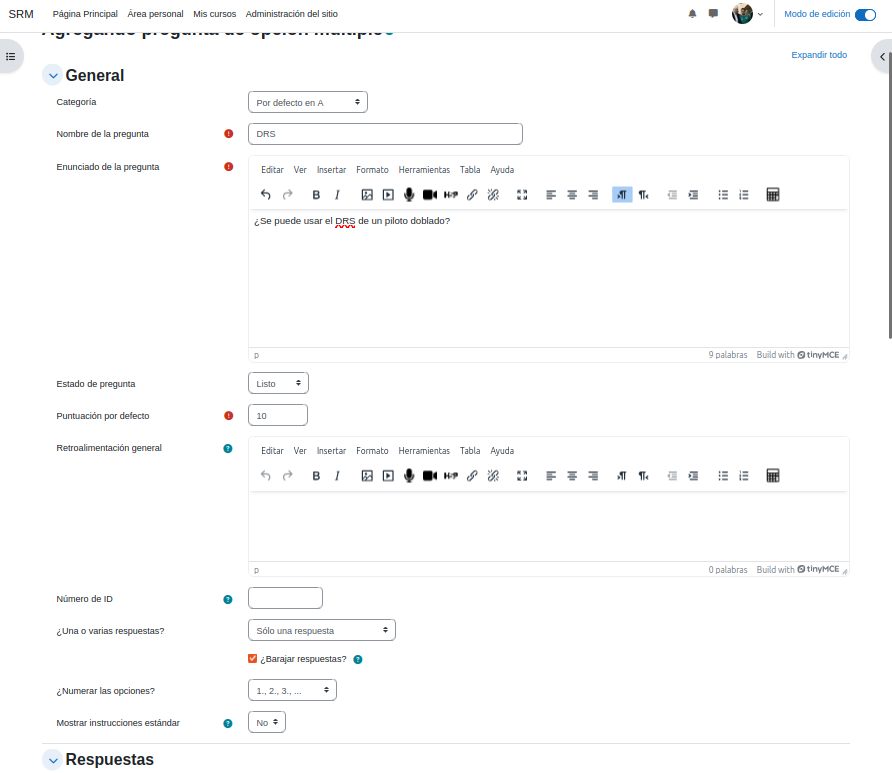 SRM Página Principal Área personal Mis cursos Administración del sitio Modo de edición
Agregando pregunta de opción múltiple
Expandir todo
General
Categoría Por defecto en A
Nombre de la pregunta DRS
Enunciado de la pregunta
Editar Ver Insertar Formato Herramientas Tabla Ayuda
B I H5P
¿Se puede usar el DRS de un piloto doblado?
p 9 palabras Build with tinyMCE
Estado de pregunta Listo
Puntuación por defecto 10
Retroalimentación general
Editar Ver Insertar Formato Herramientas Tabla Ayuda
B I H5P
p 0 palabras Build with tinyMCE
Número de ID
¿Una o varias respuestas? Sólo una respuesta
¿Barajar respuestas?
¿Numerar las opciones? 1., 2., 3., ...
Mostrar instrucciones estándar No
Respuestas